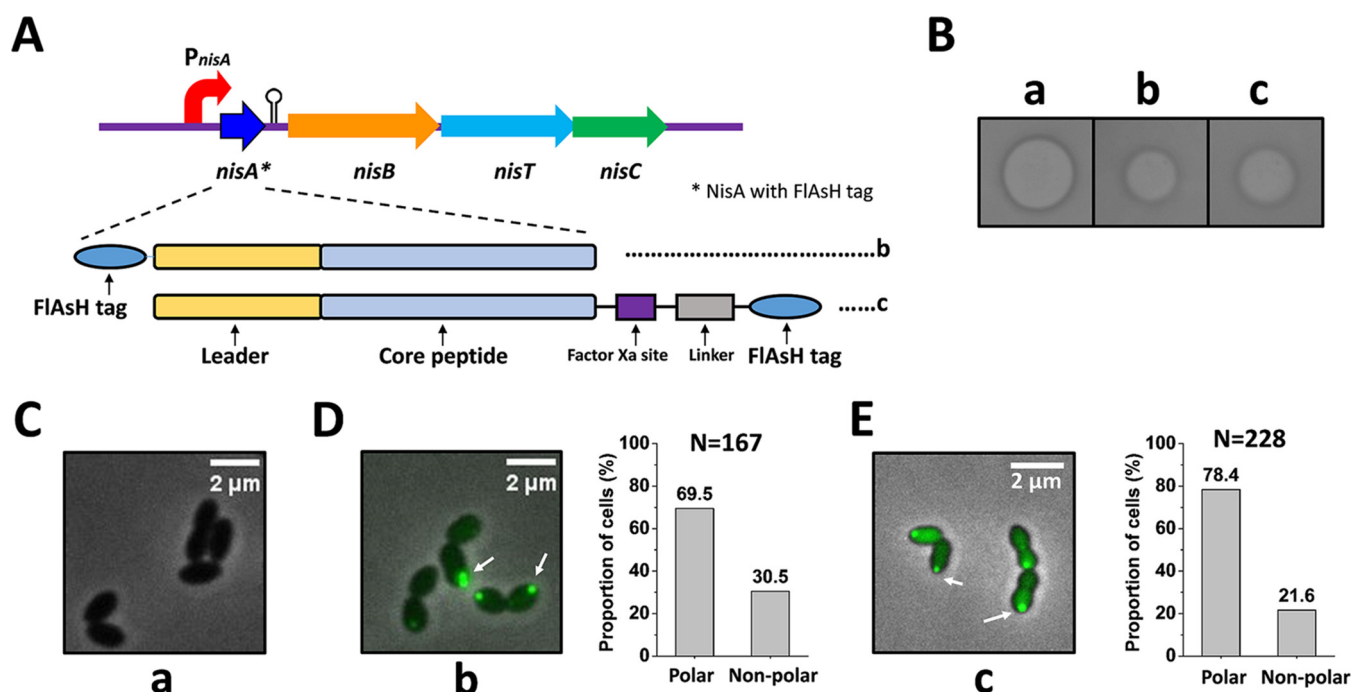 A
PnisA
nisA*
nisB
nisT
nisC
* NisA with FlAsH tag
b
FlAsH tag
c
Leader
Core peptide
Factor Xa site
Linker
FlAsH tag
B
a
b
c
C
2 μm
a
D
2 μm
b
N=167
Proportion of cells (%)
100
80
60
40
20
0
69.5
30.5
Polar
Non-polar
E
2 μm
c
N=228
Proportion of cells (%)
100
80
60
40
20
0
78.4
21.6
Polar
Non-polar